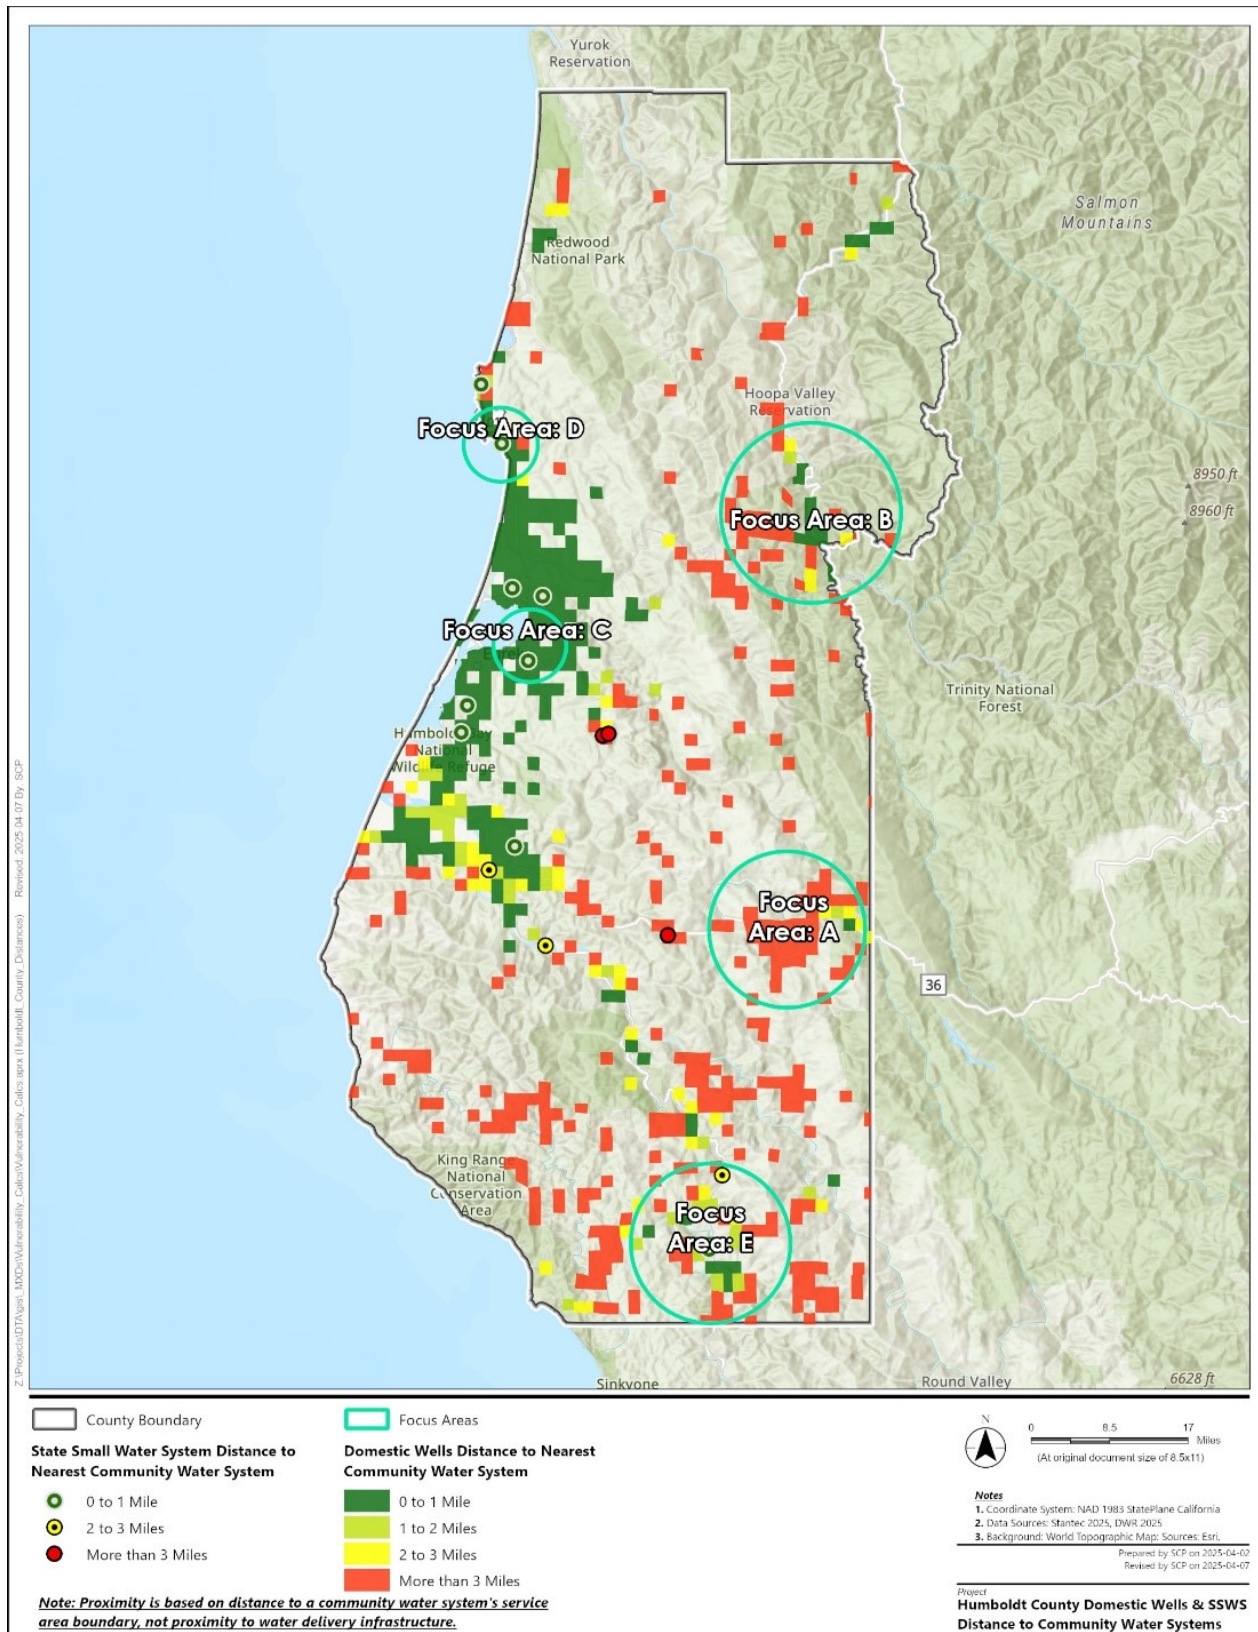 Yurok
Reservation
Salmon
Mountains
Redwood
National Park
Hoopa Valley
Reservation
Focus Area: D
8950 ft
8960 ft
Focus Area: B
Focus Area: C
Trinity National
Forest
Humboldt Bay
National
Wildlife Refuge
Focus
Area: A
36
King Range
National
Conservation
Area
Focus
Area: E
Sinkyone
Round Valley
6628 ft
Revised: 2025-04-07 By: SCP
County Boundary
State Small Water System Distance to
Nearest Community Water System
0 to 1 Mile
2 to 3 Miles
More than 3 Miles
Focus Areas
Domestic Wells Distance to Nearest
Community Water System
0 to 1 Mile
1 to 2 Miles
2 to 3 Miles
More than 3 Miles
Note: Proximity is based on distance to a community water system's service
area boundary, not proximity to water delivery infrastructure.
N
0 8.5 17
Miles
(At original document size of 8.5x11)
Notes
1. Coordinate System: NAD 1983 StatePlane California
2. Data Sources: Stantec 2025, DWR 2025
3. Background: World Topographic Map: Sources: Esri,
Prepared by SCP on 2025-04-02
Revised by SCP on 2025-04-07
Project
Humboldt County Domestic Wells & SSWS
Distance to Community Water Systems